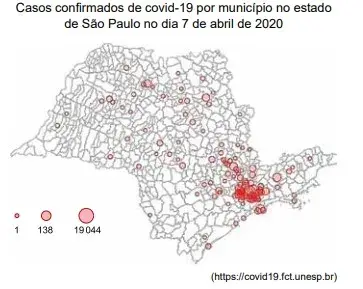 Casos confirmados de covid-19 por município no estado
de São Paulo no dia 7 de abril de 2020
1 138 19 044
(https://covid19.fct.unesp.br)